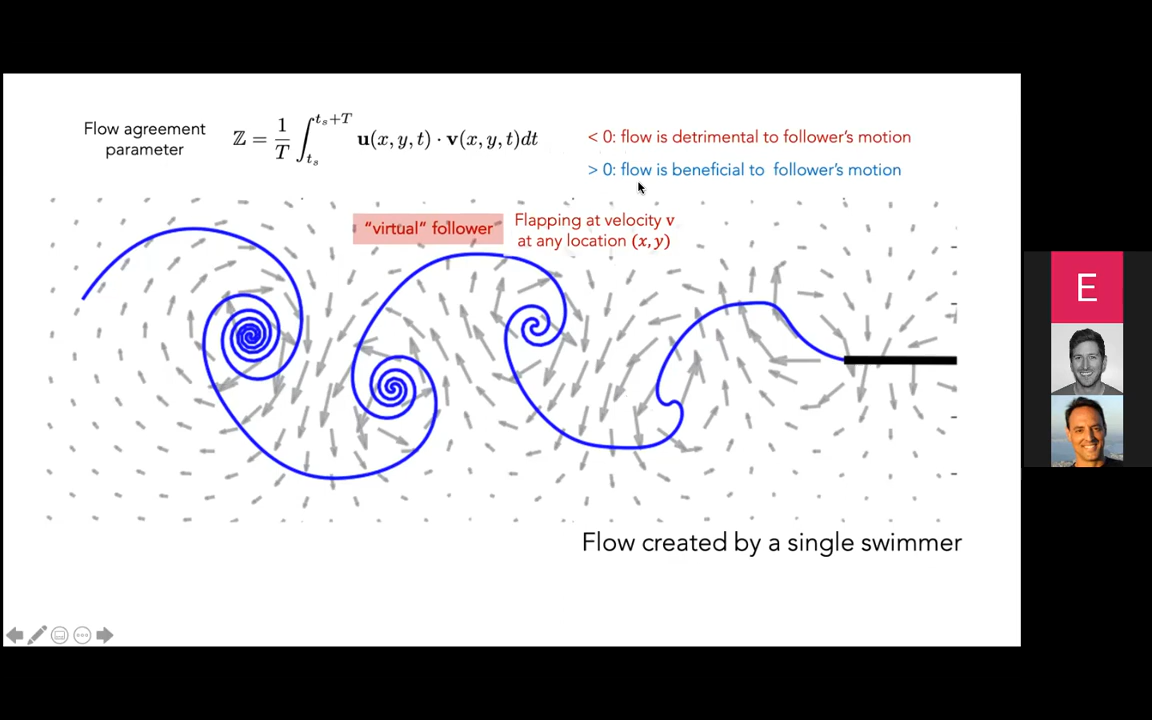 Flow agreement
parameter
ℤ = 1/T ∫_{t_s}^{t_s+T} u(x, y, t) · v(x, y, t)dt
< 0: flow is detrimental to follower's motion
> 0: flow is beneficial to follower's motion
"virtual" follower
Flapping at velocity v
at any location (x, y)
Flow created by a single swimmer
E